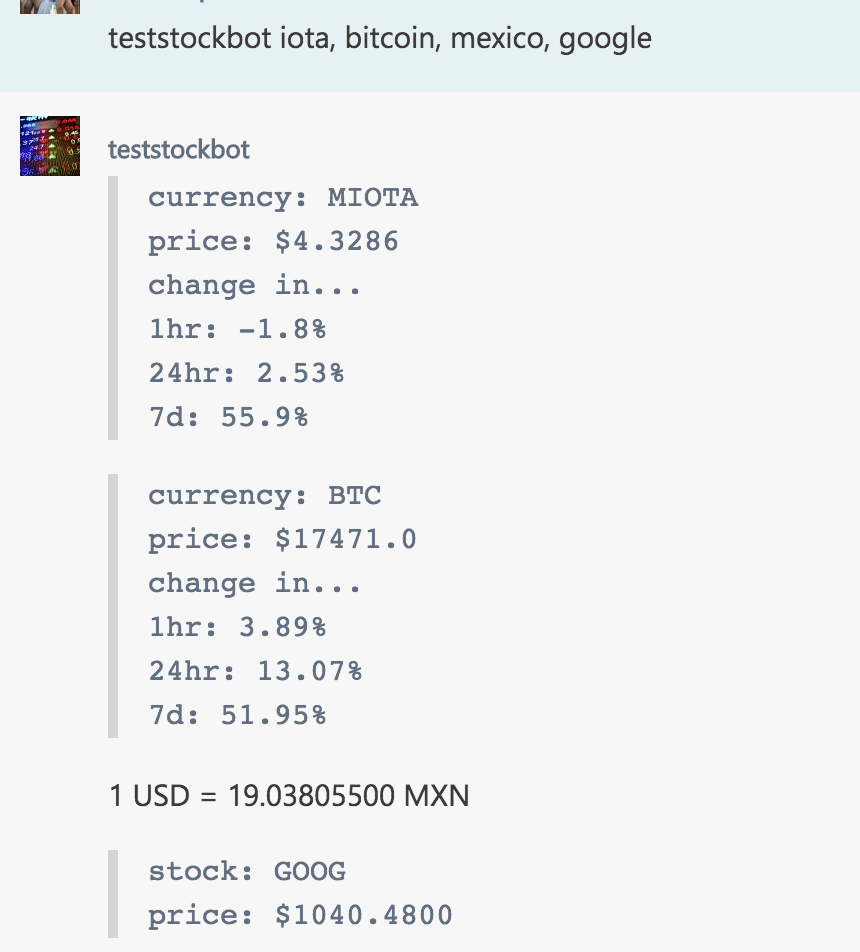 teststockbot iota, bitcoin, mexico, google
teststockbot
currency: MIOTA
price: $4.3286
change in...
1hr: -1.8%
24hr: 2.53%
7d: 55.9%
currency: BTC
price: $17471.0
change in...
1hr: 3.89%
24hr: 13.07%
7d: 51.95%
1 USD = 19.03805500 MXN
stock: GOOG
price: $1040.4800